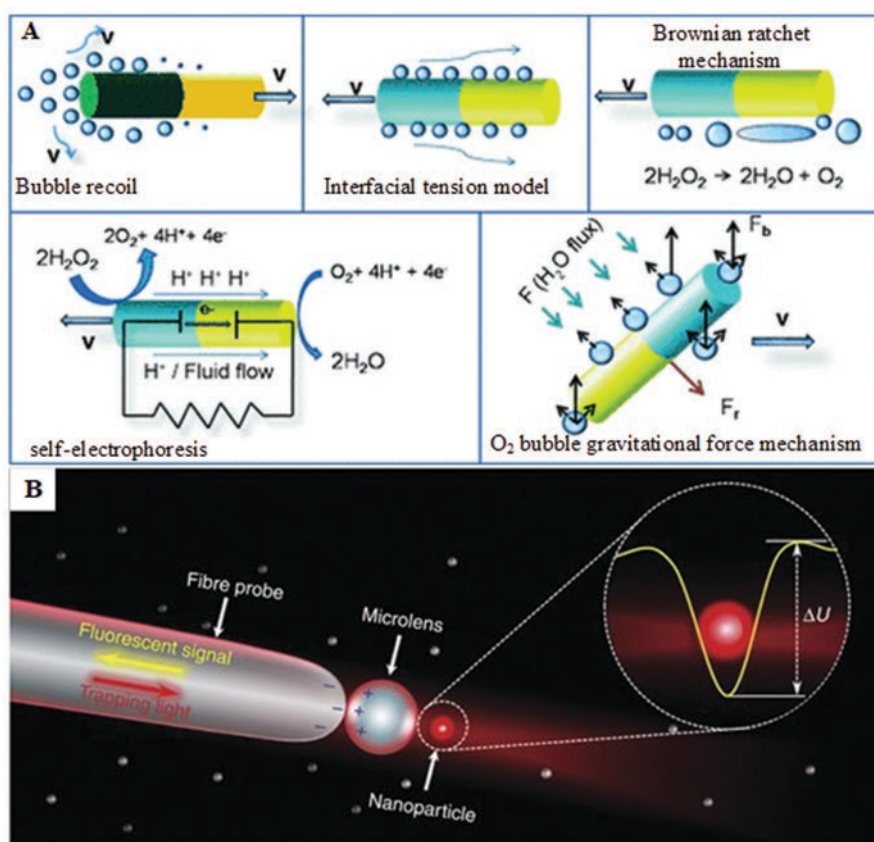 A
V
V
V
Bubble recoil
V
Interfacial tension model
Brownian ratchet
mechanism
V
2H₂O₂ → 2H₂O + O₂
2O₂+ 4H⁺+ 4e⁻
2H₂O₂
H⁺ H⁺ H⁺
O₂+ 4H⁺ + 4e⁻
e⁻
V
H⁺ / Fluid flow
2H₂O
self-electrophoresis
F (H₂O flux)
F_b
V
F_r
O₂ bubble gravitational force mechanism
B
Fibre probe
Microlens
Fluorescent signal
Trapping light
− − −
+ + +
Nanoparticle
ΔU